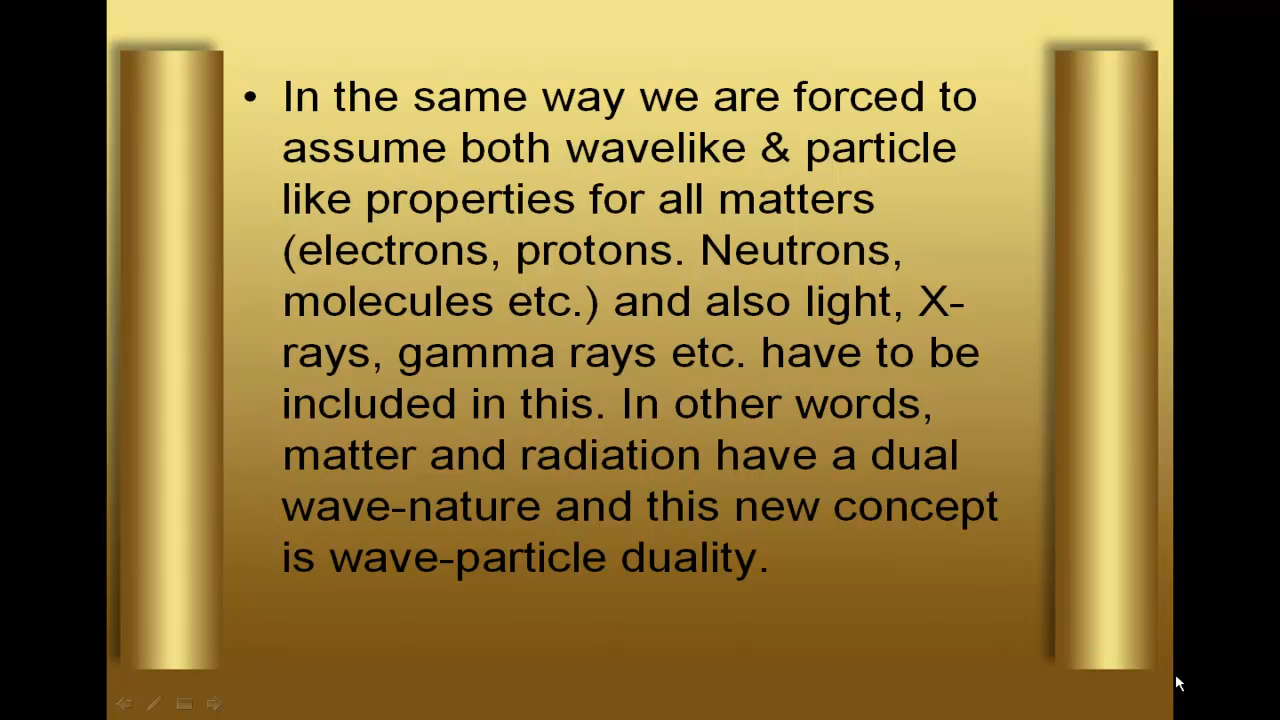 • In the same way we are forced to
assume both wavelike & particle
like properties for all matters
(electrons, protons. Neutrons,
molecules etc.) and also light, X-
rays, gamma rays etc. have to be
included in this. In other words,
matter and radiation have a dual
wave-nature and this new concept
is wave-particle duality.